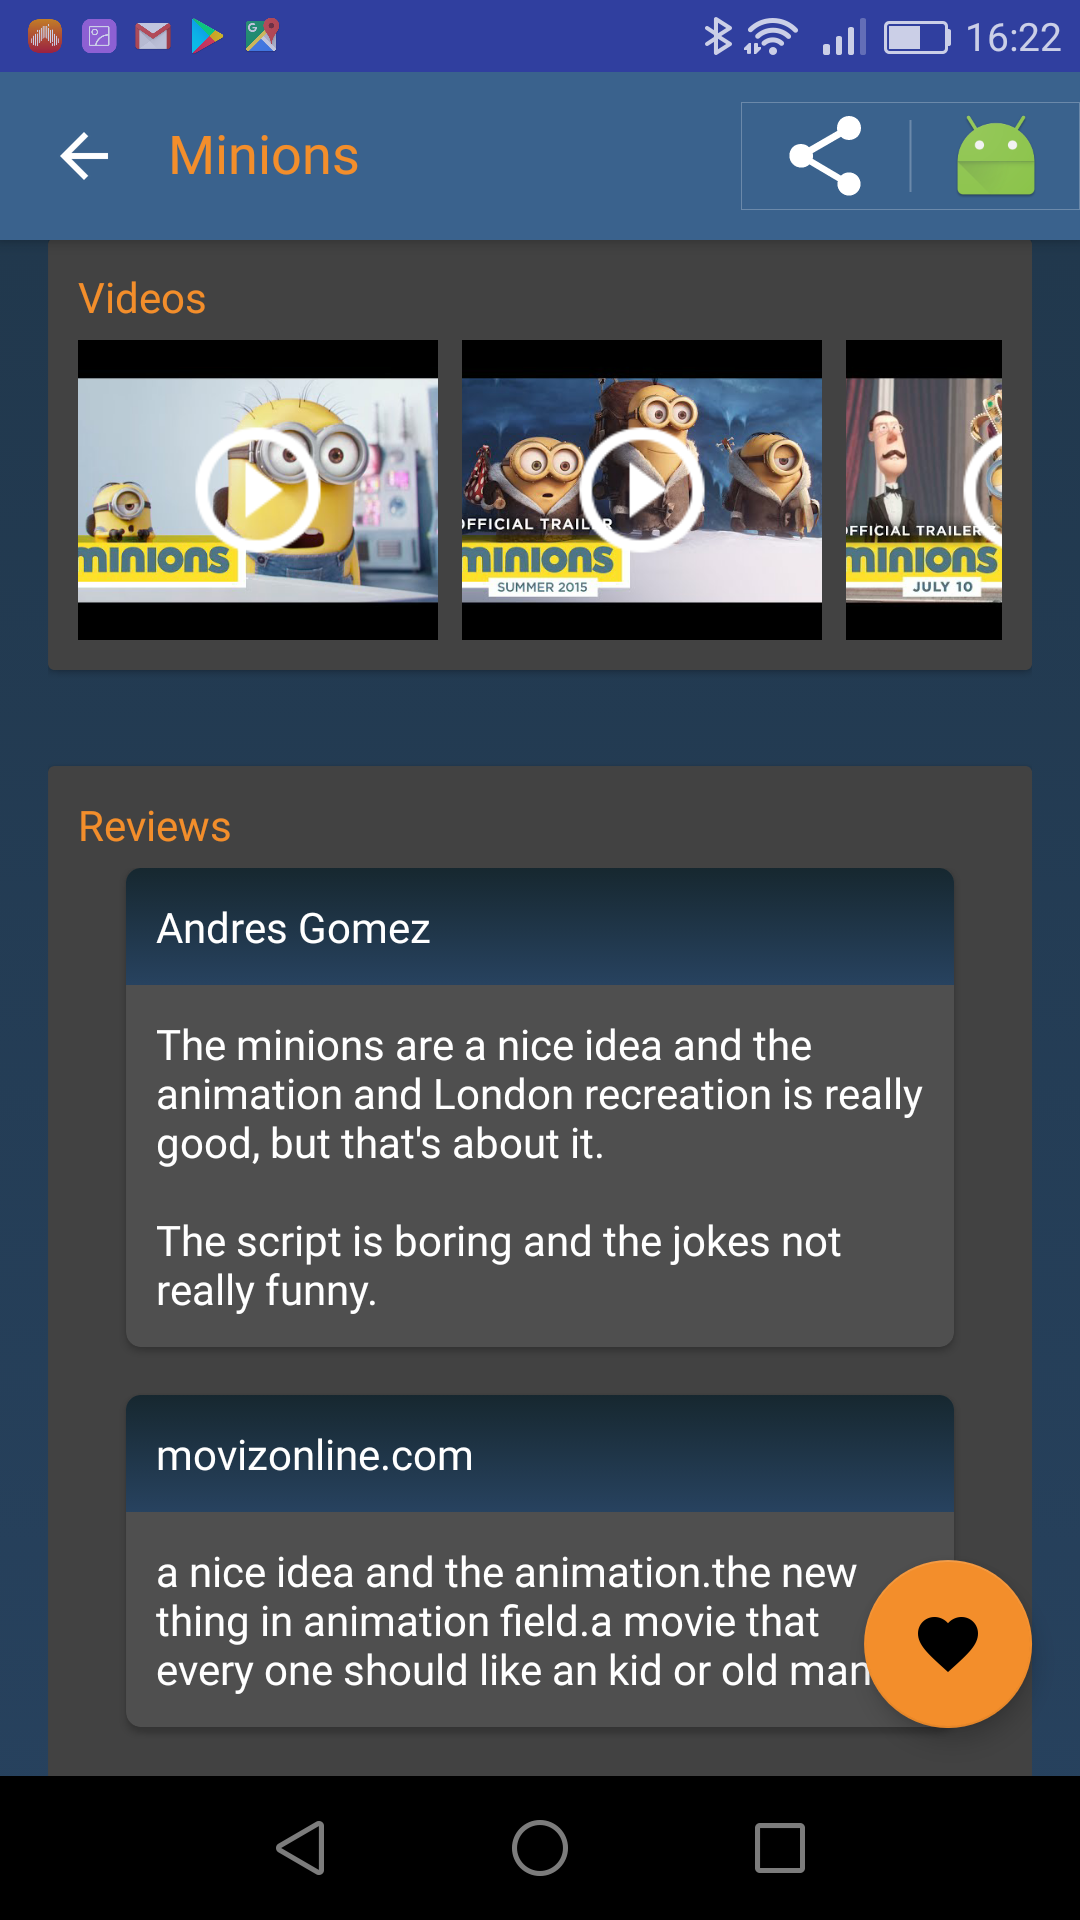 16:22
Minions
Videos
MINIONS
OFFICIAL TRAILER
MINIONS
SUMMER 2015
OFFICIAL TRAILER
MINIONS
JULY 10
Reviews
Andres Gomez
The minions are a nice idea and the
animation and London recreation is really
good, but that's about it.
The script is boring and the jokes not
really funny.
movizonline.com
a nice idea and the animation.the new
thing in animation field.a movie that
every one should like an kid or old man